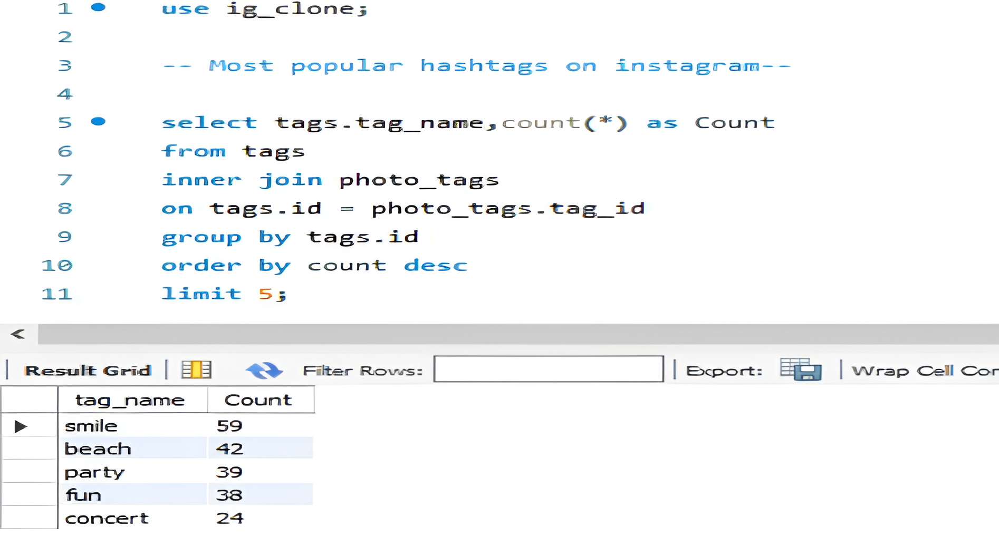 1 use ig_clone;
2
3 -- Most popular hashtags on instagram--
4
5 select tags.tag_name,count(*) as Count
6 from tags
7 inner join photo_tags
8 on tags.id = photo_tags.tag_id
9 group by tags.id
10 order by count desc
11 limit 5;
Result Grid Filter Rows: Export: Wrap Cell Con
tag_name Count
smile 59
beach 42
party 39
fun 38
concert 24